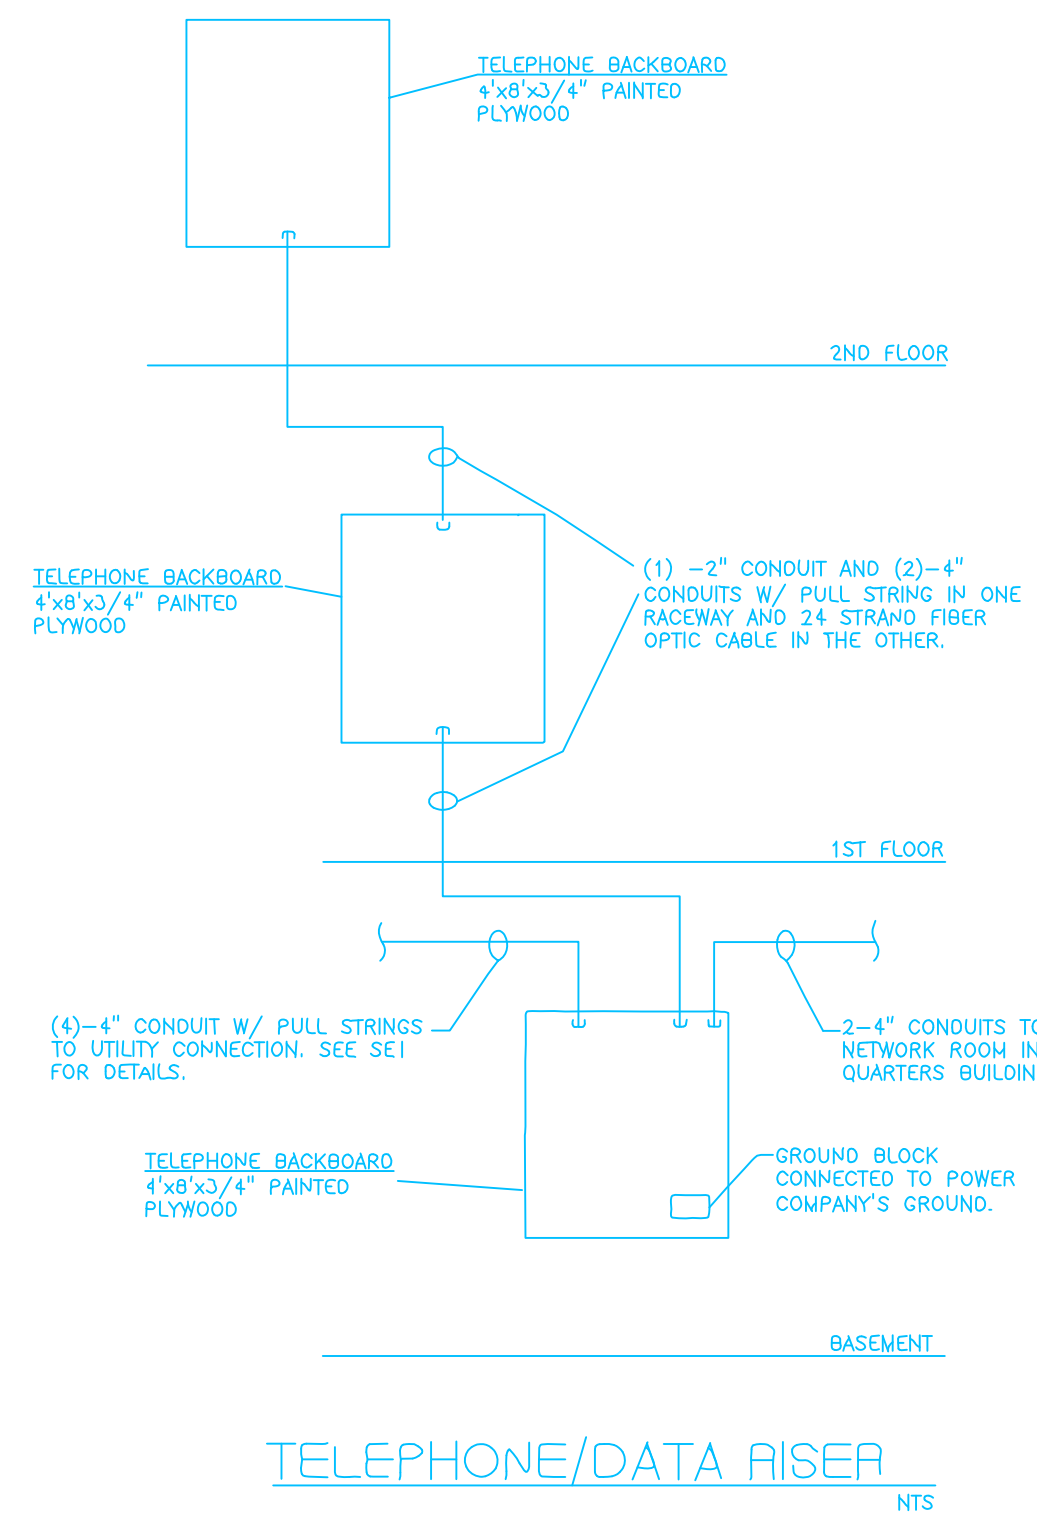 TELEPHONE BACKBOARD
4'x8'x3/4" PAINTED
PLYWOOD
2ND FLOOR
TELEPHONE BACKBOARD
4'x8'x3/4" PAINTED
PLYWOOD
(1) -2" CONDUIT AND (2)-4"
CONDUITS W/ PULL STRING IN ONE
RACEWAY AND 24 STRAND FIBER
OPTIC CABLE IN THE OTHER.
1ST FLOOR
(4)-4" CONDUIT W/ PULL STRINGS
TO UTILITY CONNECTION. SEE SE1
FOR DETAILS.
2-4" CONDUITS TO
NETWORK ROOM IN
QUARTERS
TELEPHONE BACKBOARD
4'x8'x3/4" PAINTED
PLYWOOD
GROUND BLOCK
CONNECTED TO POWER
COMPANY'S GROUND.
BASEMENT
TELEPHONE/DATA RISER
NTS